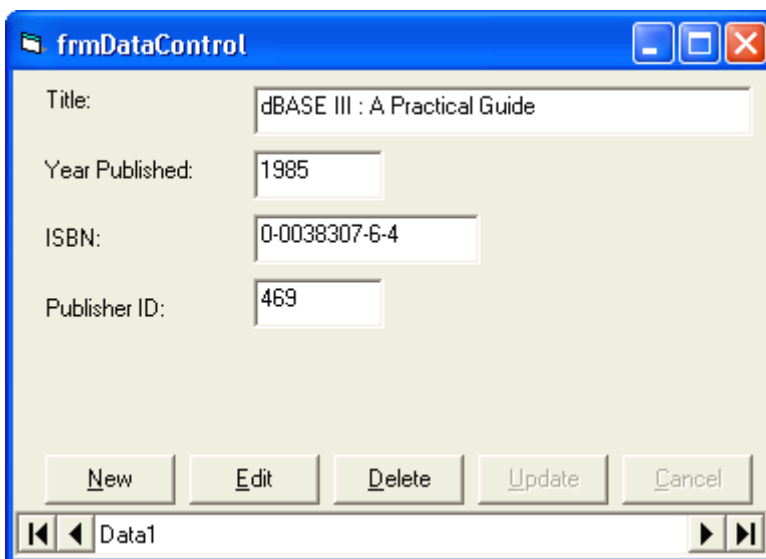 frmDataControl
Title: dBASE III : A Practical Guide
Year Published: 1985
ISBN: 0-0038307-6-4
Publisher ID: 469
New Edit Delete Update Cancel
Data1